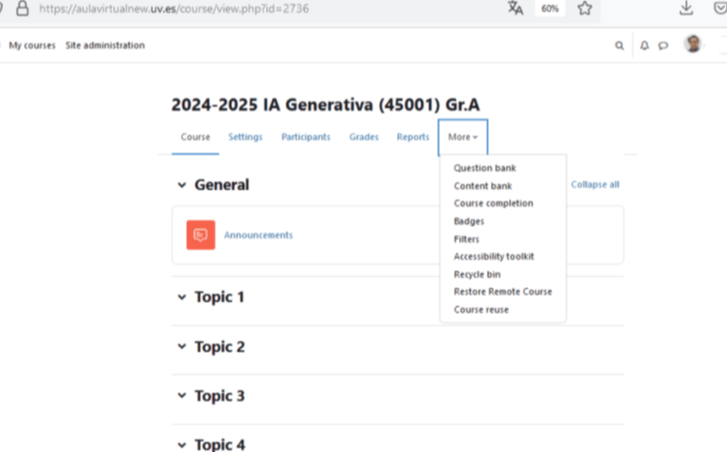 https://aulavirtualnew.uv.es/course/view.php?id=2736
60%
My courses Site administration
2024-2025 IA Generativa (45001) Gr.A
Course Settings Participants Grades Reports More
Question bank
Content bank
Course completion
Badges
Filters
Accessibility toolkit
Recycle bin
Restore Remote Course
Course reuse
General
Collapse all
Announcements
Topic 1
Topic 2
Topic 3
Topic 4